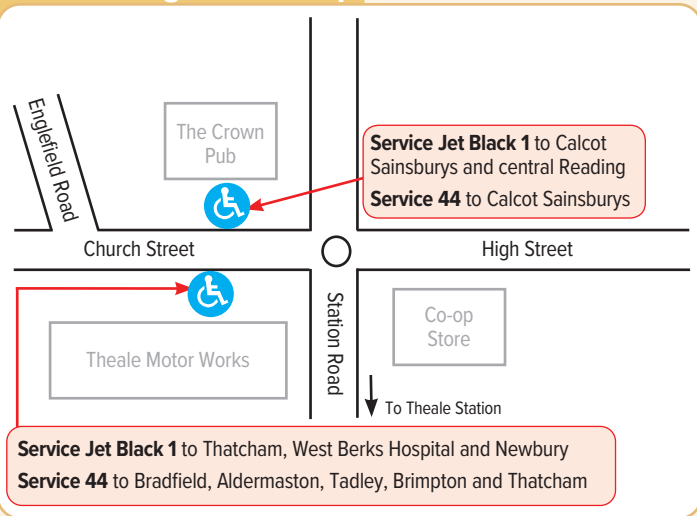 Englefield Road
The Crown
Pub
Service Jet Black 1 to Calcot
Sainsburys and central Reading
Service 44 to Calcot Sainsburys
Church Street
High Street
Station Road
Co-op
Store
Theale Motor Works
To Theale Station
Service Jet Black 1 to Thatcham, West Berks Hospital and Newbury
Service 44 to Bradfield, Aldermaston, Tadley, Brimpton and Thatcham